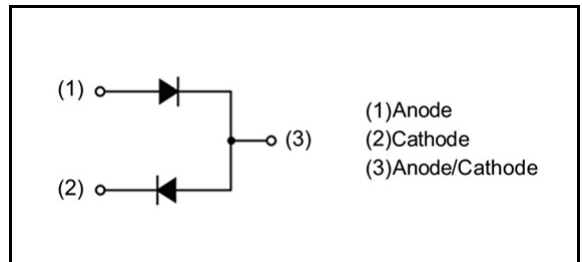 (1)
(2)
(3)
(1)Anode
(2)Cathode
(3)Anode/Cathode